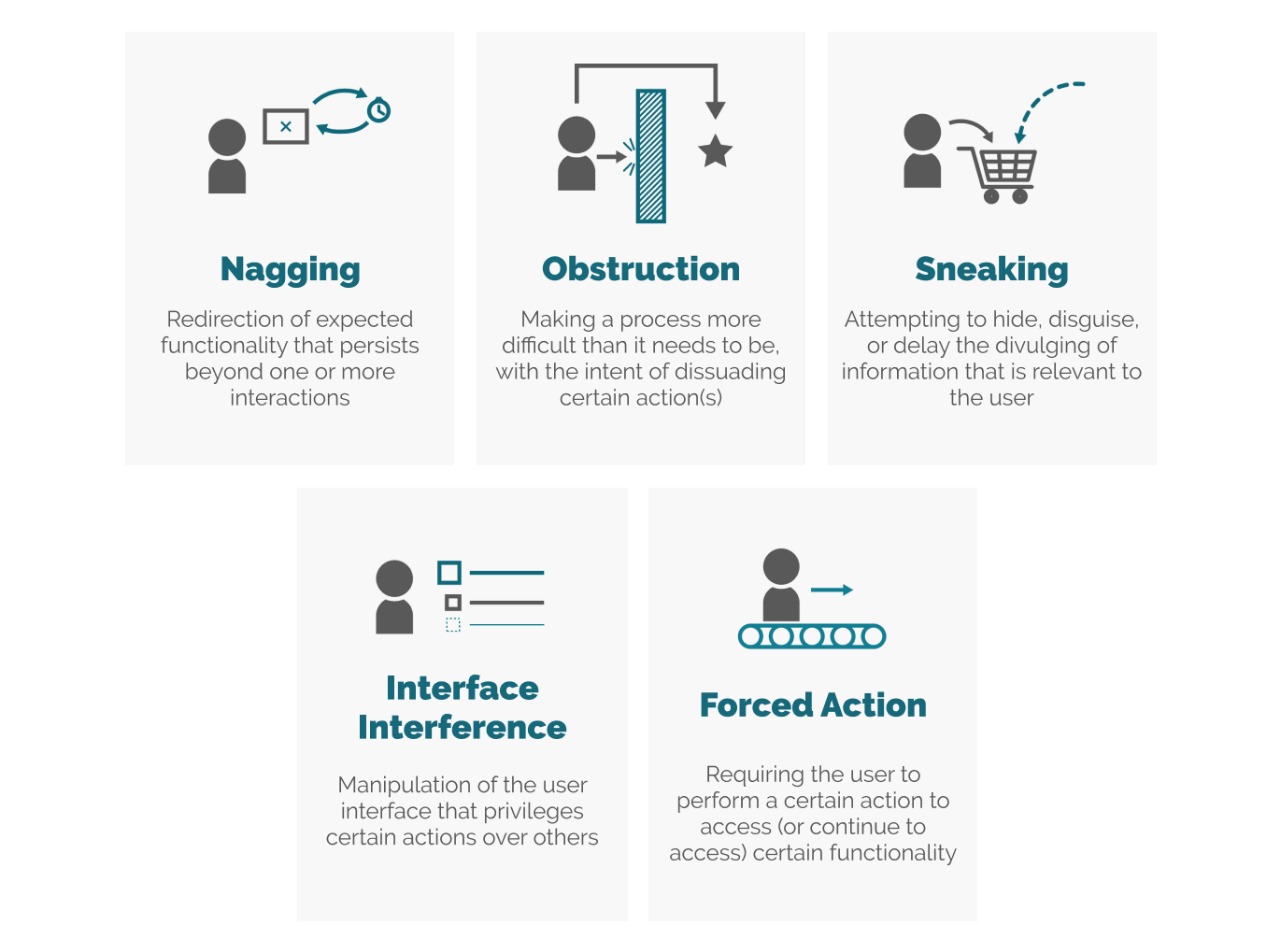 Nagging
Redirection of expected
functionality that persists
beyond one or more
interactions
Obstruction
Making a process more
difficult than it needs to be,
with the intent of dissuading
certain action(s)
Sneaking
Attempting to hide, disguise,
or delay the divulging of
information that is relevant to
the user
Interface
Interference
Manipulation of the user
interface that privileges
certain actions over others
Forced Action
Requiring the user to
perform a certain action to
access (or continue to
access) certain functionality